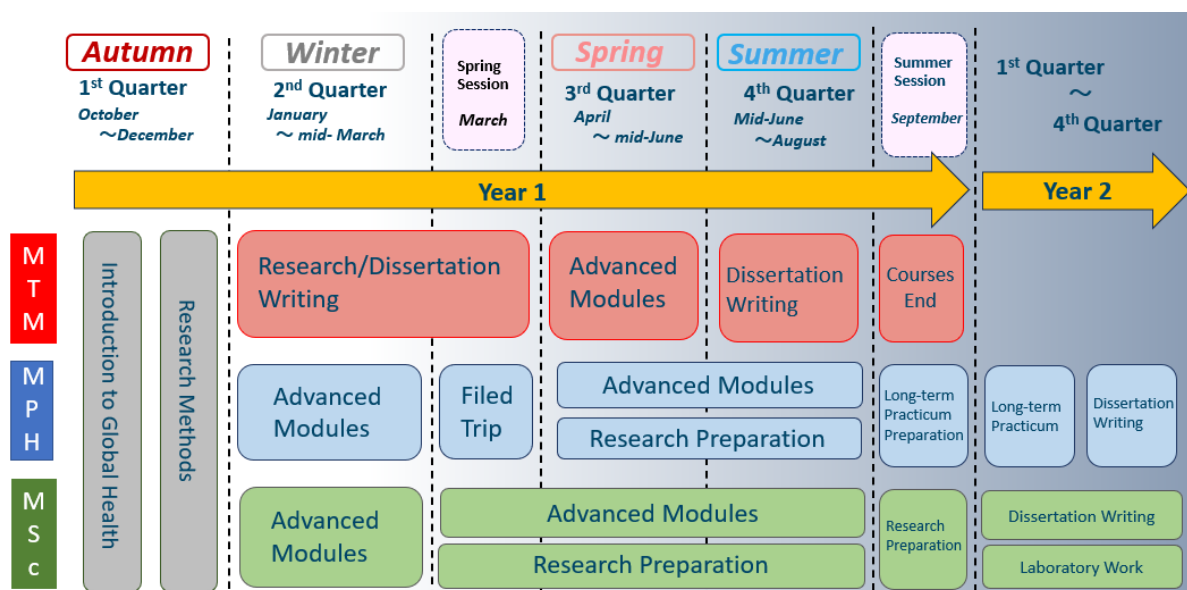 Autumn
1st Quarter
October
～December
Winter
2nd Quarter
January
～ mid- March
Spring
Session
March
Spring
3rd Quarter
April
～ mid-June
Summer
4th Quarter
Mid-June
～August
Summer
Session
September
1st Quarter
～
4th Quarter
Year 1
Year 2
M
T
M
Introduction to Global Health
Research Methods
Research/Dissertation
Writing
Advanced
Modules
Dissertation
Writing
Courses
End
M
P
H
Advanced
Modules
Filed
Trip
Advanced Modules
Research Preparation
Long-term
Practicum
Preparation
Long-term
Practicum
Dissertation
Writing
M
S
c
Advanced
Modules
Advanced Modules
Research Preparation
Research
Preparation
Dissertation Writing
Laboratory Work